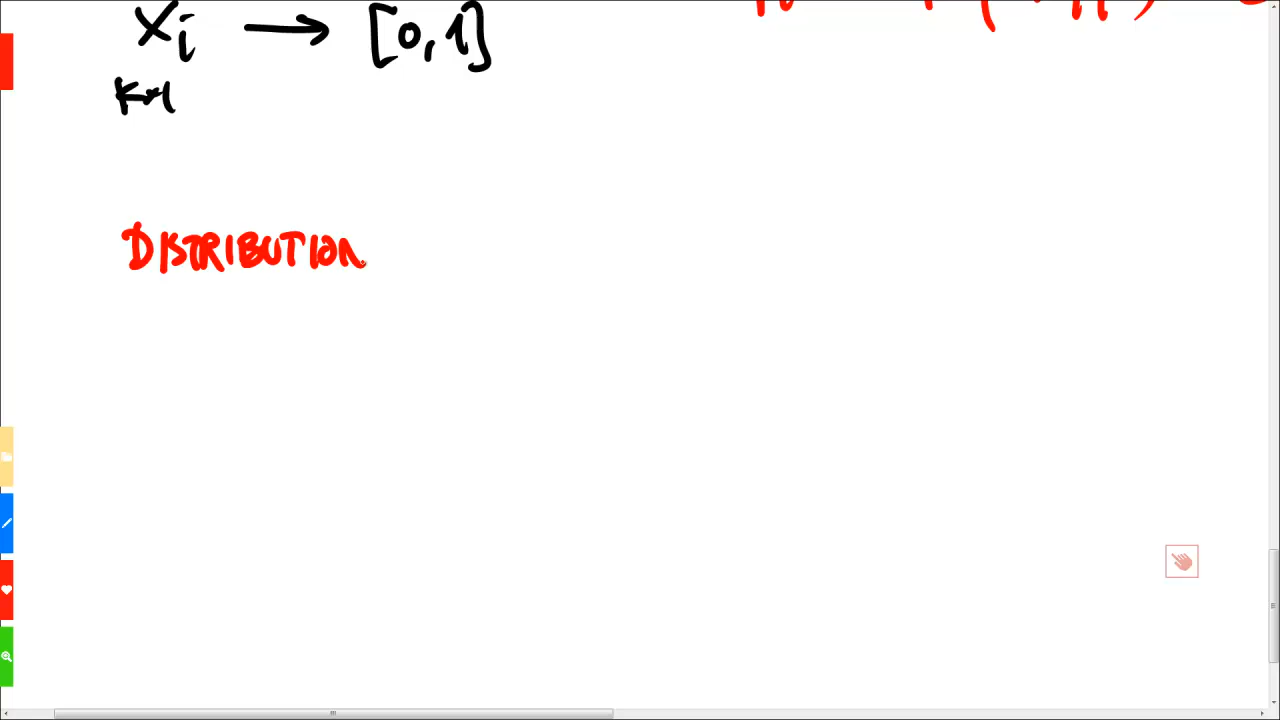 Xi → [0,1]
k×1
DISTRIBUTION